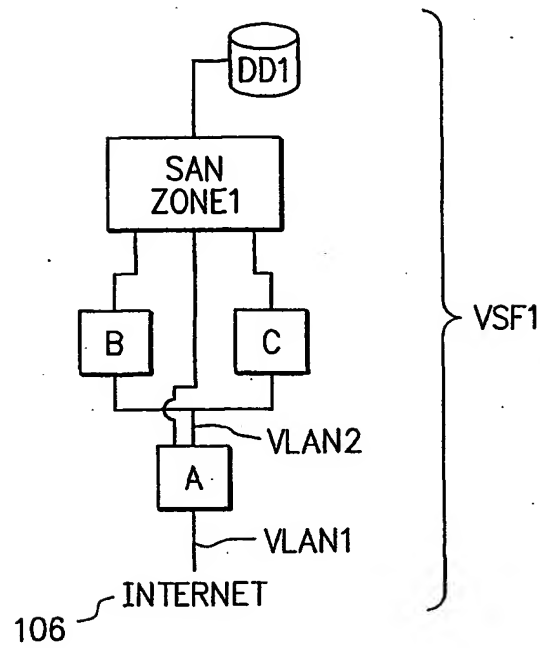 DD1
SAN
ZONE1
B
C
VSF1
VLAN2
A
VLAN1
INTERNET
106